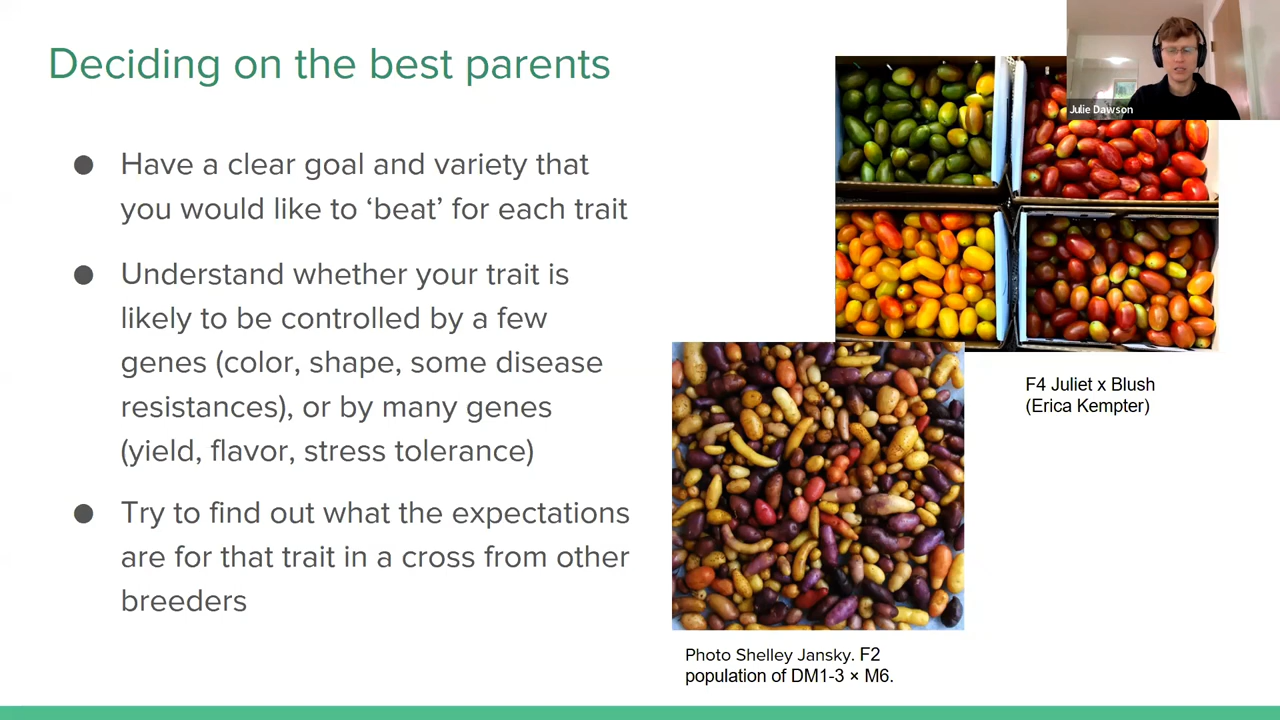 Deciding on the best parents
Julie Dawson
● Have a clear goal and variety that
you would like to ‘beat’ for each trait
● Understand whether your trait is
likely to be controlled by a few
genes (color, shape, some disease
resistances), or by many genes
(yield, flavor, stress tolerance)
● Try to find out what the expectations
are for that trait in a cross from other
breeders
F4 Juliet x Blush
(Erica Kempter)
Photo Shelley Jansky. F2
population of DM1-3 × M6.